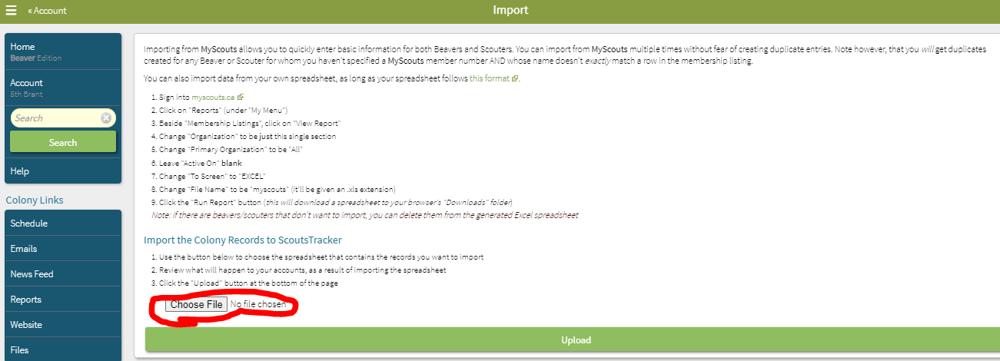 « Account
Import
Home
Beaver Edition
Account
5th Brant
Search
Search
Help
Colony Links
Schedule
Emails
News Feed
Reports
Website
Files
Importing from MyScouts allows you to quickly enter basic information for both Beavers and Scouters. You can import from MyScouts multiple times without fear of creating duplicate entries. Note however, that you will get duplicates
created for any Beaver or Scouter for whom you haven't specified a MyScouts member number AND whose name doesn't exactly match a row in the membership listing.
You can also import data from your own spreadsheet, as long as your spreadsheet follows this format.
1. Sign into myscouts.ca
2. Click on "Reports" (under "My Menu")
3. Beside "Membership Listings", click on "View Report"
4. Change "Organization" to be just this single section
5. Change "Primary Organization" to be "All"
6. Leave "Active On" blank
7. Change "To Screen" to "EXCEL"
8. Change "File Name" to be "myscouts" (it'll be given an .xls extension)
9. Click the "Run Report" button (this will download a spreadsheet to your browser's "Downloads" folder)
Note: if there are beavers/scouters that don't want to import, you can delete them from the generated Excel spreadsheet
Import the Colony Records to ScoutsTracker
1. Use the button below to choose the spreadsheet that contains the records you want to import
2. Review what will happen to your accounts, as a result of importing the spreadsheet
3. Click the "Upload" button at the bottom of the page
Choose File No file chosen
Upload